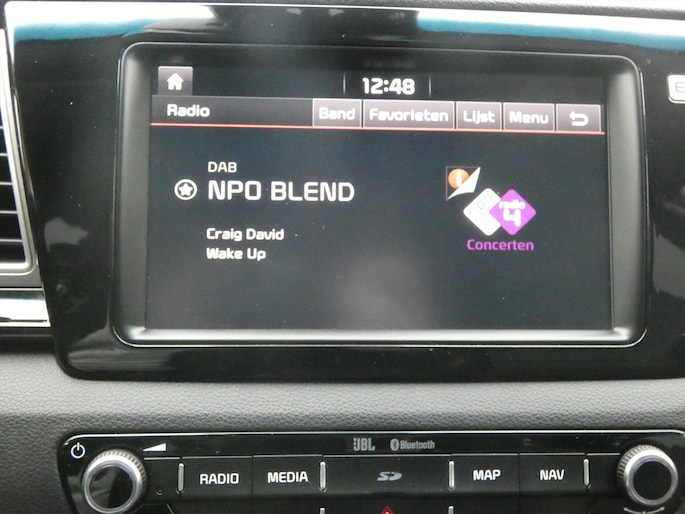 12:48
Radio Band Favorieten Lijst Menu
DAB
NPO BLEND
Craig David
Wake Up
radio
4
Concerten
JBL Bluetooth
RADIO MEDIA SD MAP NAV